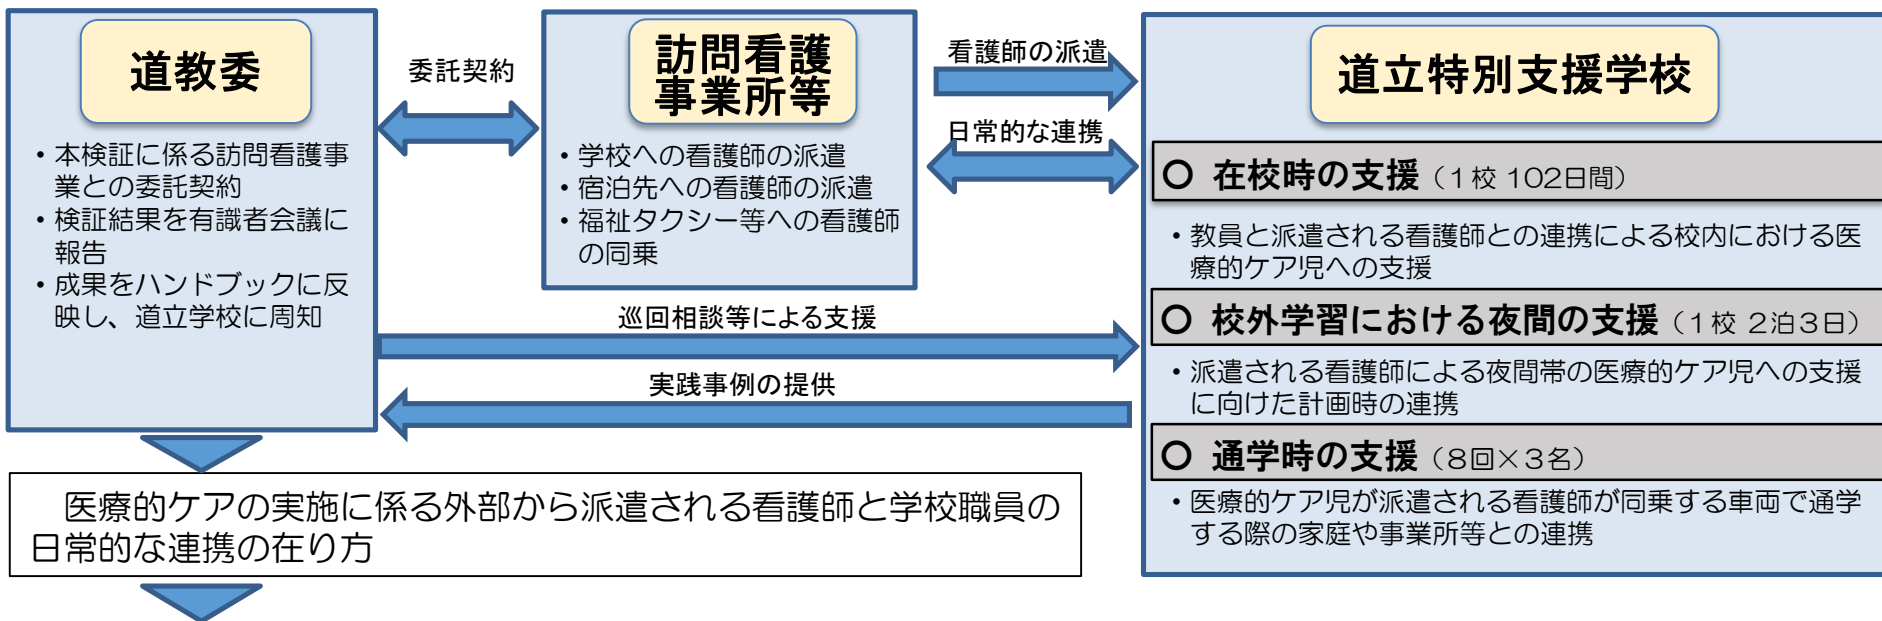 道教委
・本検証に係る訪問看護事
業との委託契約
・検証結果を有識者会議に
報告
・成果をハンドブックに反
映し、道立学校に周知
委託契約
訪問看護
事業所等
・学校への看護師の派遣
・宿泊先への看護師の派遣
・福祉タクシー等への看護師
の同乗
看護師の派遣
日常的な連携
巡回相談等による支援
実践事例の提供
道立特別支援学校
○ 在校時の支援（1校 102日間）
・教員と派遣される看護師との連携による校内における医
療的ケア児への支援
○ 校外学習における夜間の支援（1校 2泊3日）
・派遣される看護師による夜間帯の医療的ケア児への支援
に向けた計画時の連携
○ 通学時の支援（8回×3名）
・医療的ケア児が派遣される看護師が同乗する車両で通学
する際の家庭や事業所等との連携
医療的ケアの実施に係る外部から派遣される看護師と学校職員の
日常的な連携の在り方